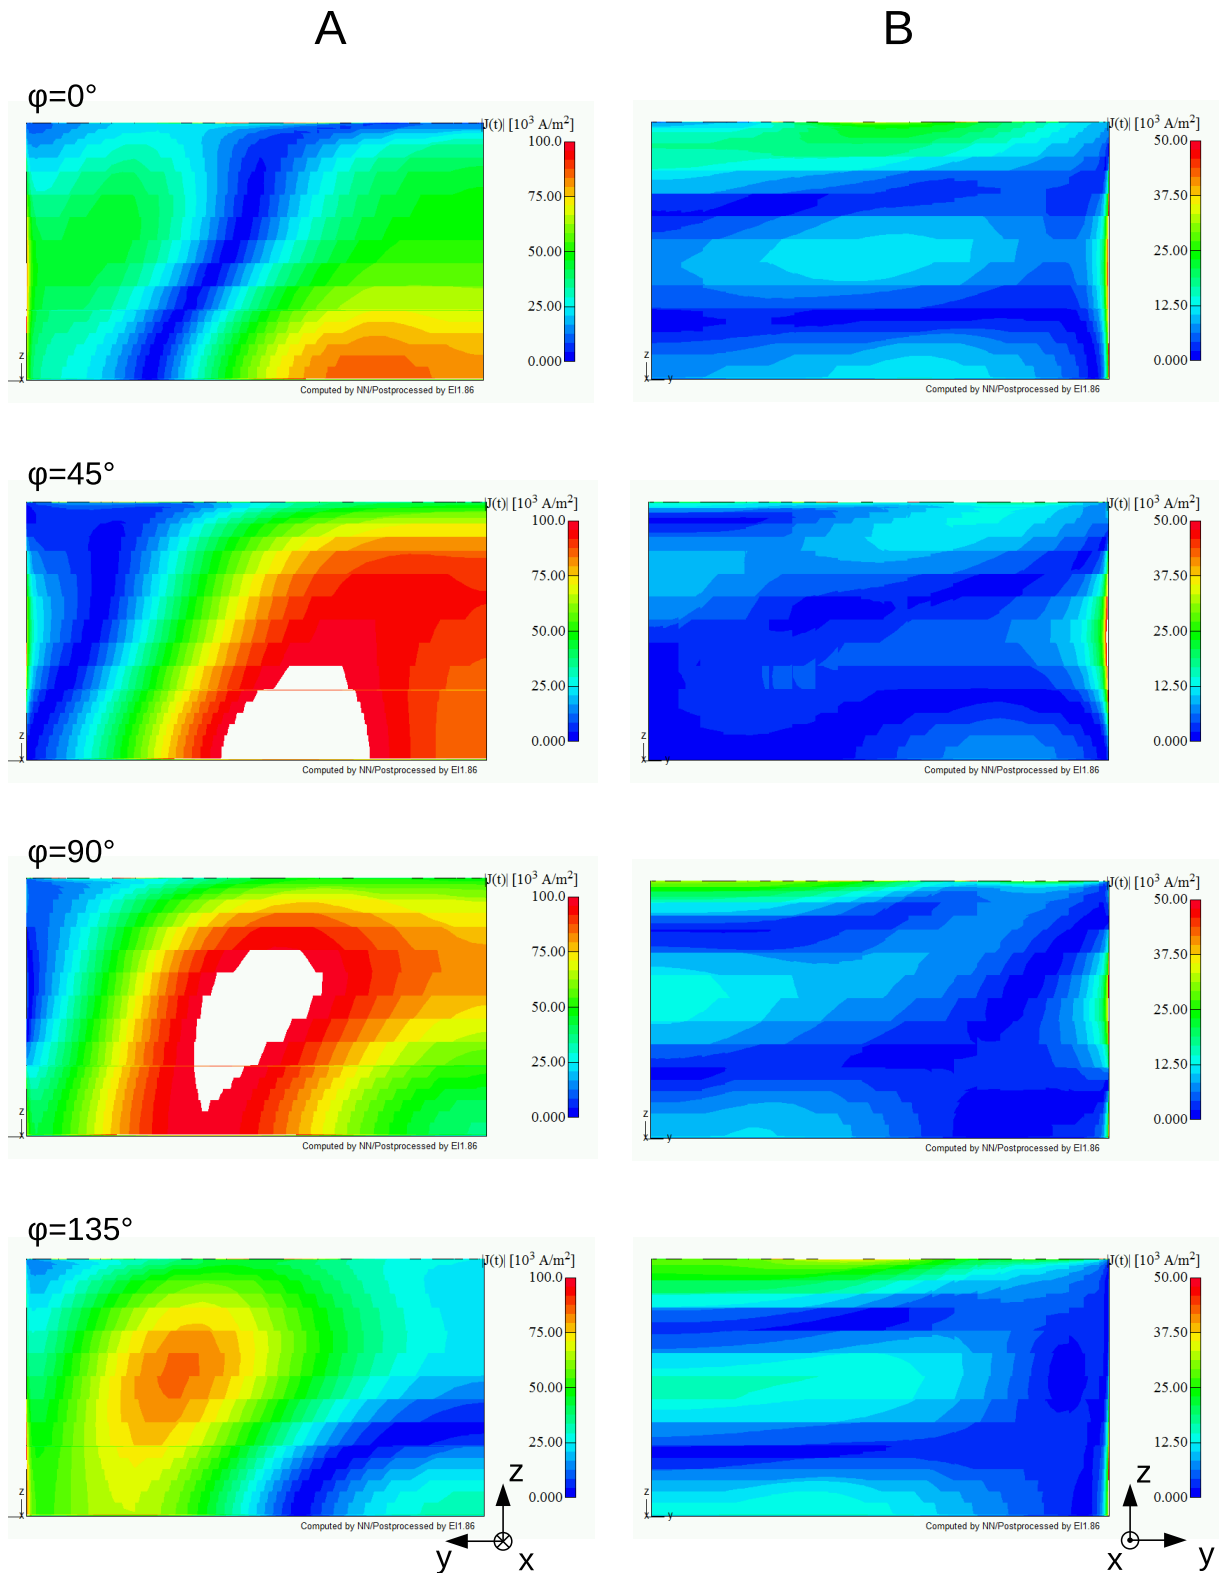 A B
φ=0°
|J(t)| [10³ A/m²] |J(t)| [10³ A/m²]
100.0 50.00
75.00 37.50
50.00 25.00
25.00 12.50
0.000 0.000
z z
x x y
Computed by NN/Postprocessed by El1.86 Computed by NN/Postprocessed by El1.86
φ=45°
|J(t)| [10³ A/m²] |J(t)| [10³ A/m²]
100.0 50.00
75.00 37.50
50.00 25.00
25.00 12.50
0.000 0.000
z z
x x y
Computed by NN/Postprocessed by El1.86 Computed by NN/Postprocessed by El1.86
φ=90°
|J(t)| [10³ A/m²] |J(t)| [10³ A/m²]
100.0 50.00
75.00 37.50
50.00 25.00
25.00 12.50
0.000 0.000
z z
x x y
Computed by NN/Postprocessed by El1.86 Computed by NN/Postprocessed by El1.86
φ=135°
|J(t)| [10³ A/m²] |J(t)| [10³ A/m²]
100.0 50.00
75.00 37.50
50.00 25.00
25.00 12.50
0.000 0.000
z z
z z
x x y
Computed by NN/Postprocessed by El1.86 Computed by NN/Postprocessed by El1.86
y x x y